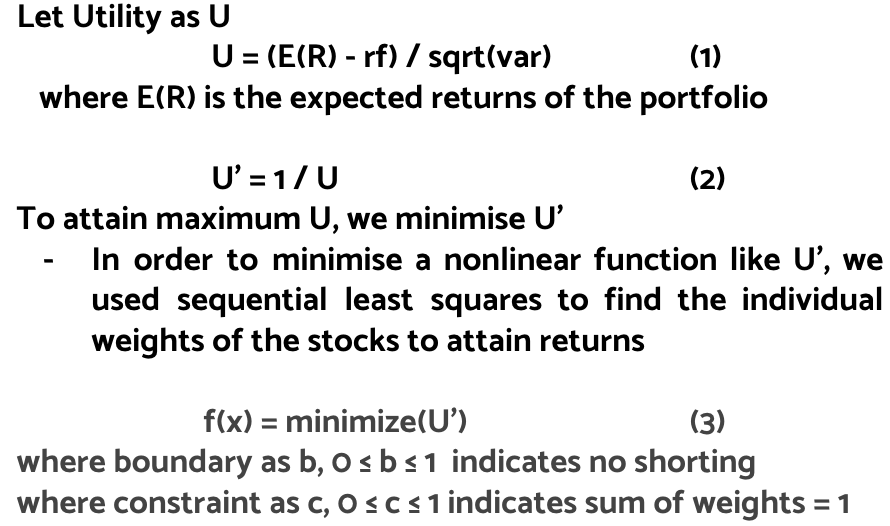 Let Utility as U
U = (E(R) - rf) / sqrt(var) (1)
where E(R) is the expected returns of the portfolio
U’ = 1 / U (2)
To attain maximum U, we minimise U’
- In order to minimise a nonlinear function like U’, we
used sequential least squares to find the individual
weights of the stocks to attain returns
f(x) = minimize(U’) (3)
where boundary as b, 0 ≤ b ≤ 1 indicates no shorting
where constraint as c, 0 ≤ c ≤ 1 indicates sum of weights = 1